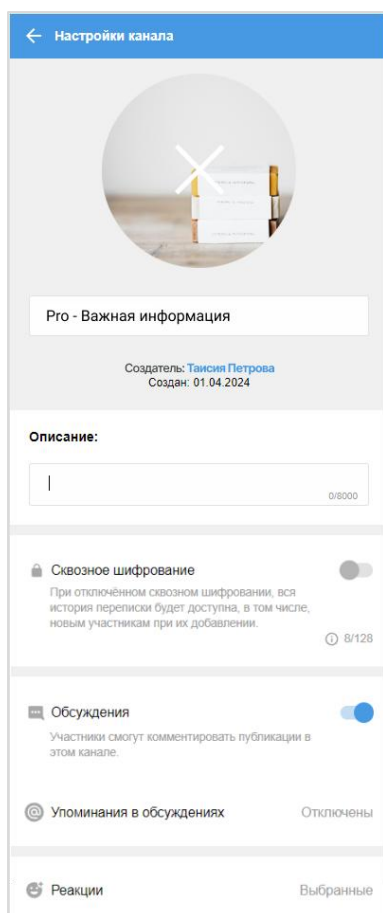 Настройки канала
Pro - Важная информация
Создатель: Таисия Петрова
Создан: 01.04.2024
Описание:
0/8000
Сквозное шифрование
При отключённом сквозном шифровании, вся
история переписки будет доступна, в том числе,
новым участникам при их добавлении.
8/128
Обсуждения
Участники смогут комментировать публикации в
этом канале.
Упоминания в обсуждениях Отключены
Реакции Выбранные